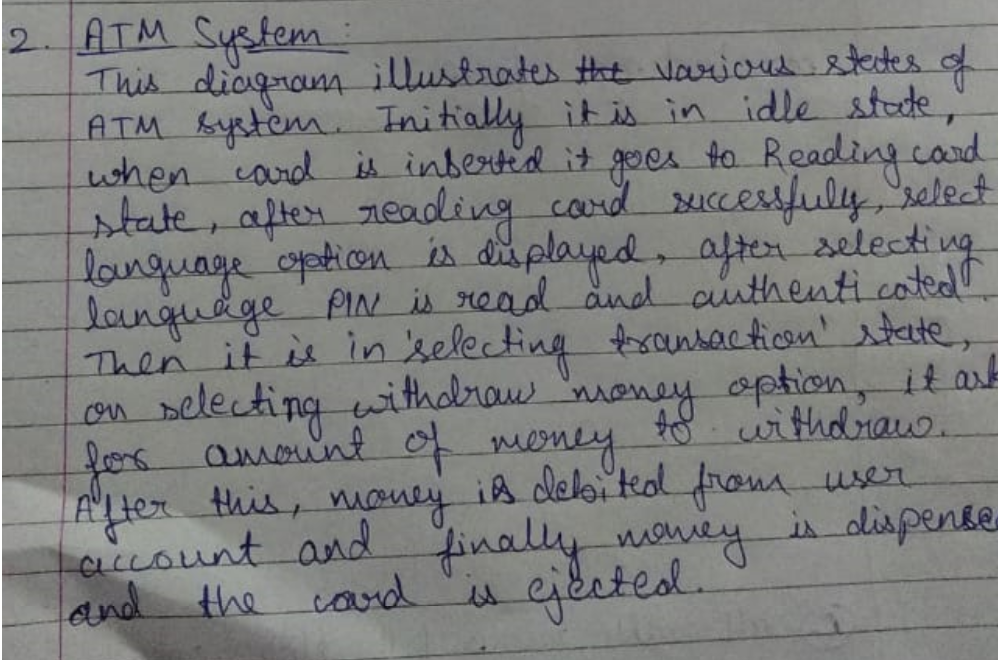 2. ATM System :
This diagram illustrates the various states of
ATM system. Initially it is in idle state,
when card is inserted it goes to Reading card
state, after reading card successfuly, select
language option is displayed, after selecting
language PIN is read and authenticated.
Then it is in 'selecting transaction' state,
on selecting withdraw money option, it ask
for amount of money to withdraw.
After this, money is debited from user
account and finally money is dispense
and the card is ejected.